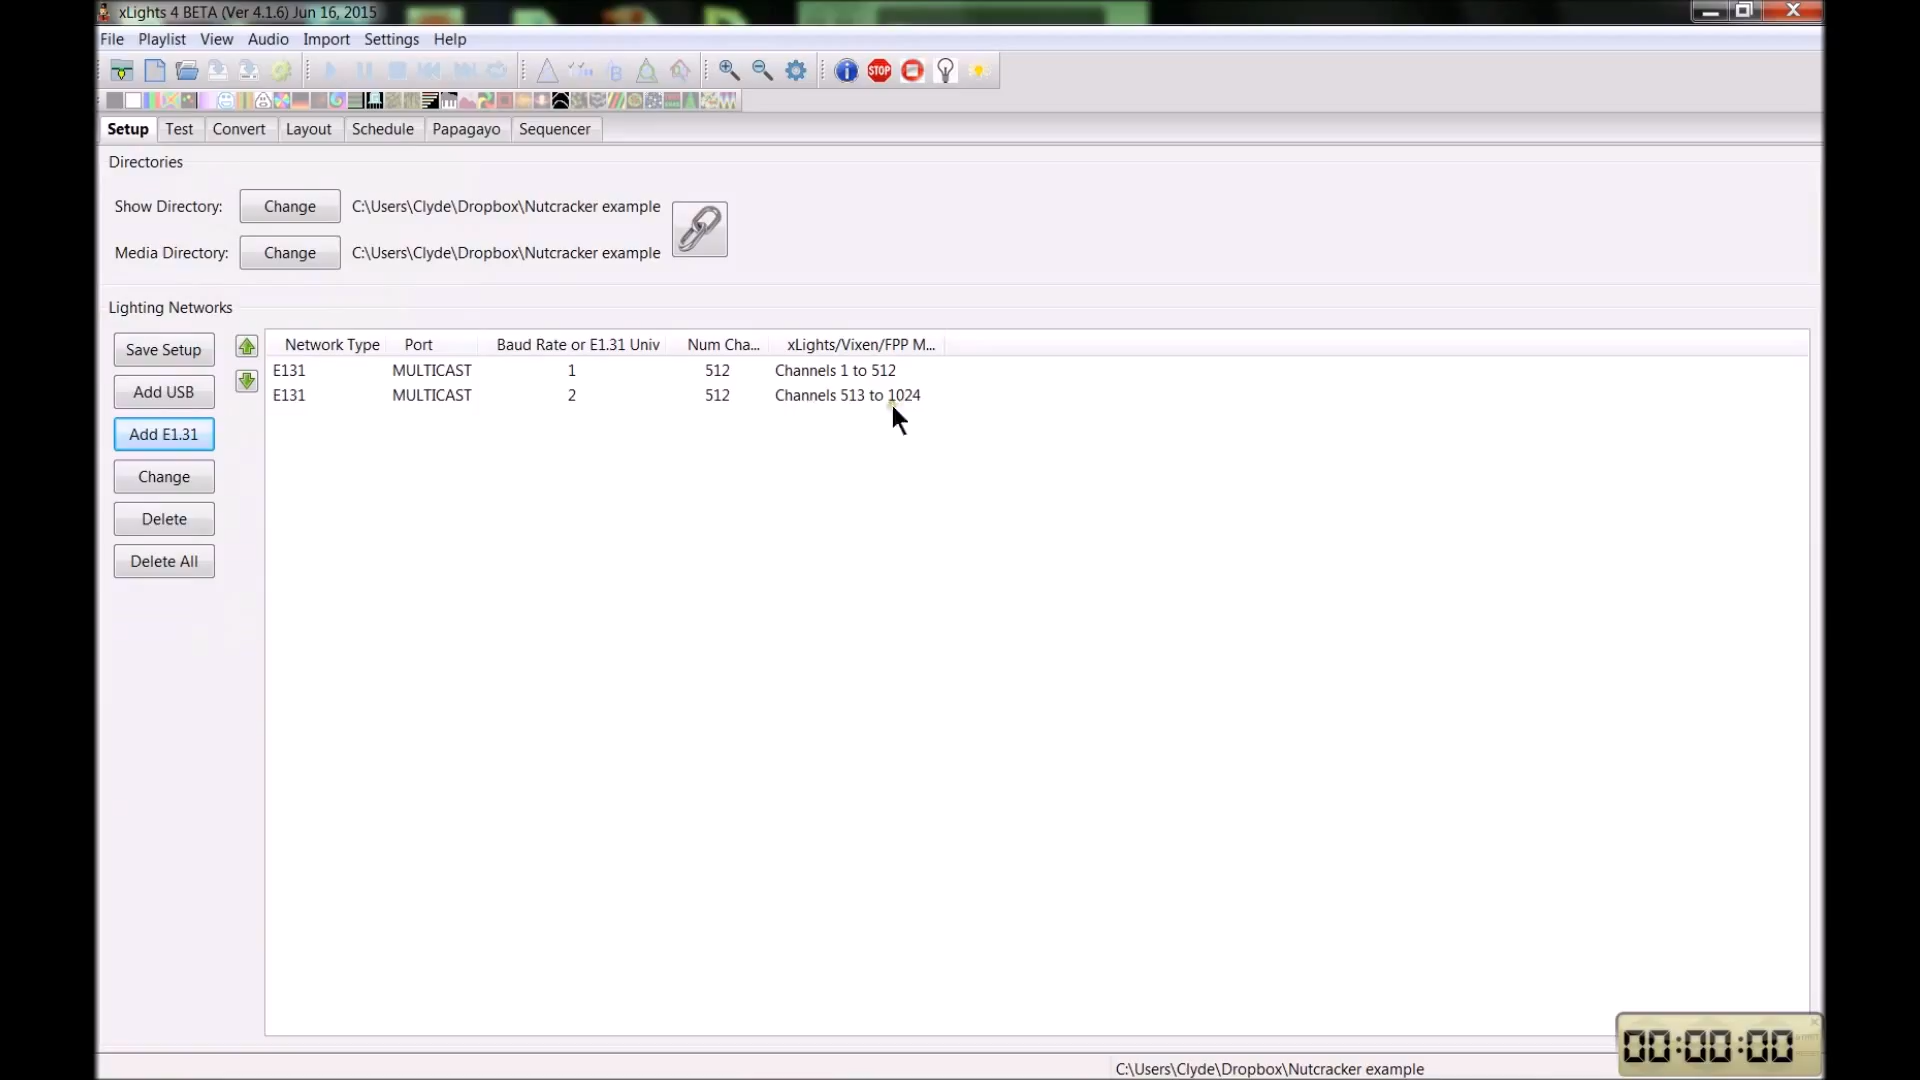 xLights 4 BETA (Ver 4.1.6) Jun 16, 2015
File Playlist View Audio Import Settings Help
STOP
Setup Test Convert Layout Schedule Papagayo Sequencer
Directories
Show Directory: Change C:\Users\Clyde\Dropbox\Nutcracker example
Media Directory: Change C:\Users\Clyde\Dropbox\Nutcracker example
Lighting Networks
Save Setup
Add USB
Add E1.31
Change
Delete
Delete All
Network Type Port Baud Rate or E1.31 Univ Num Cha... xLights/Vixen/FPP M...
E131 MULTICAST 1 512 Channels 1 to 512
E131 MULTICAST 2 512 Channels 513 to 1024
00:00:00
C:\Users\Clyde\Dropbox\Nutcracker example